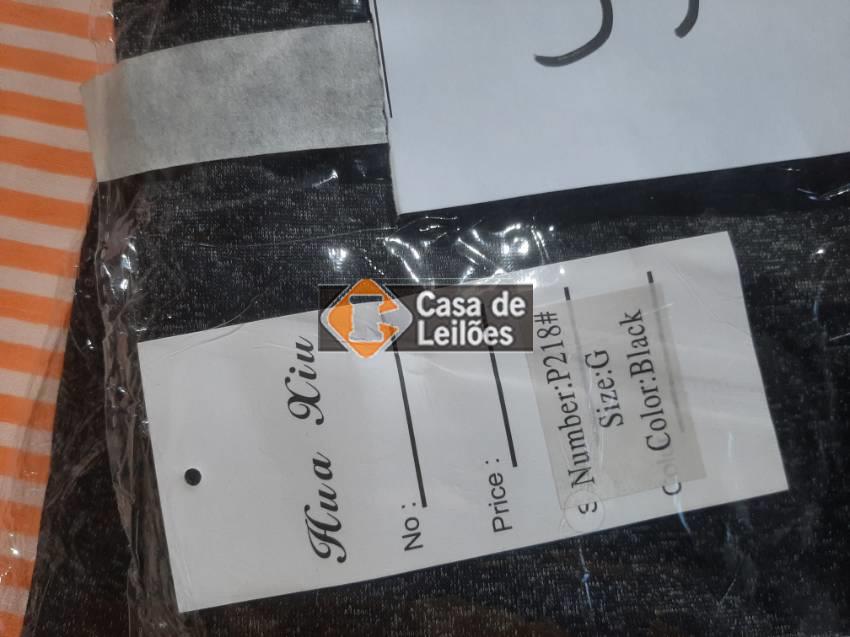 Casa de
Leilões
Hua Xiu
No :
Price :
Number:P218#
Size:G
Color:Black